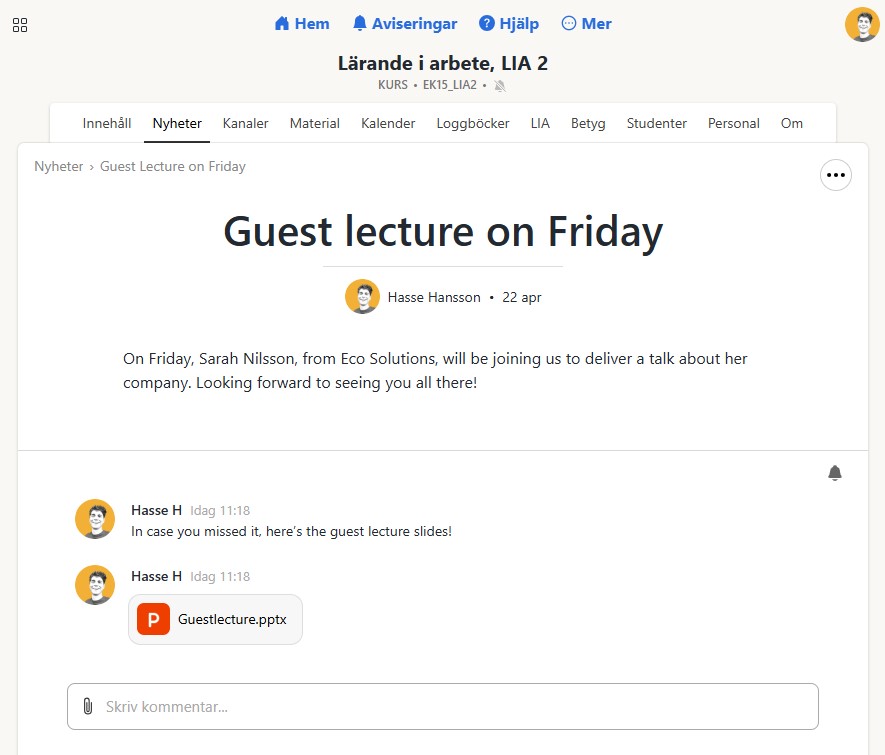 Hem Aviseringar Hjälp Mer
Lärande i arbete, LIA 2
KURS • EK15_LIA2 •
Innehåll Nyheter Kanaler Material Kalender Loggböcker LIA Betyg Studenter Personal Om
Nyheter › Guest Lecture on Friday
Guest lecture on Friday
Hasse Hansson • 22 apr
On Friday, Sarah Nilsson, from Eco Solutions, will be joining us to deliver a talk about her
company. Looking forward to seeing you all there!
Hasse H Idag 11:18
In case you missed it, here's the guest lecture slides!
Hasse H Idag 11:18
P Guestlecture.pptx
Skriv kommentar...